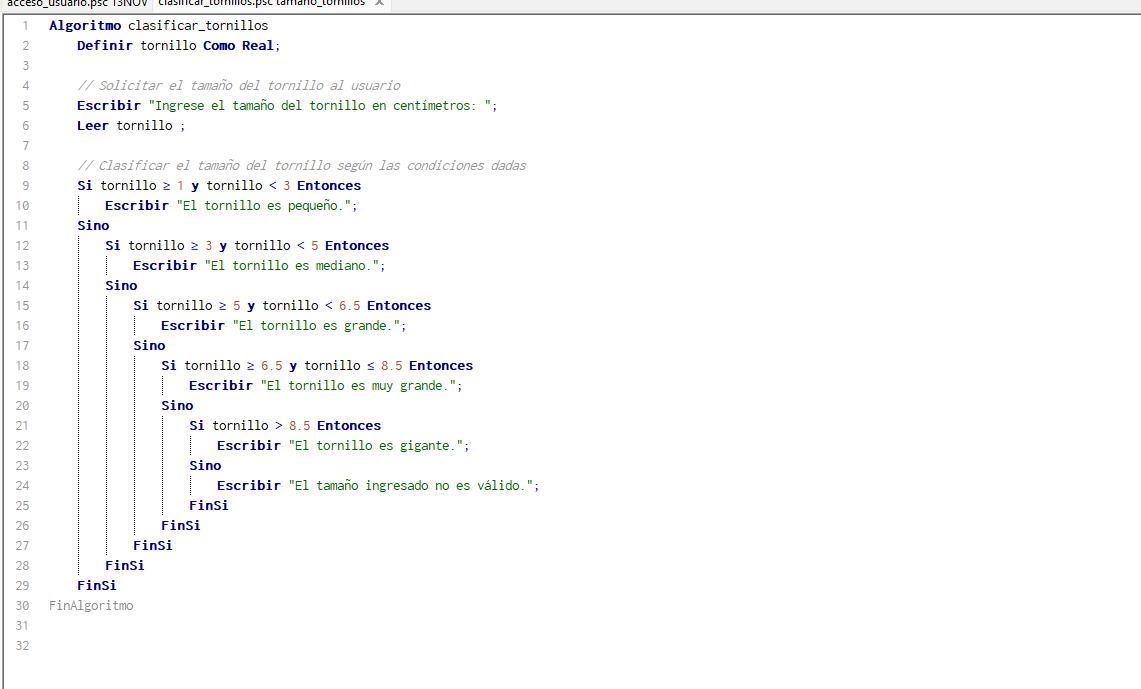 acceso_usuario.psc 13NOV clasificar_tornillos.psc tamaño_tornillos ×
1 Algoritmo clasificar_tornillos
2 Definir tornillo Como Real;
3
4 // Solicitar el tamaño del tornillo al usuario
5 Escribir "Ingrese el tamaño del tornillo en centímetros: ";
6 Leer tornillo ;
7
8 // Clasificar el tamaño del tornillo según las condiciones dadas
9 Si tornillo ≥ 1 y tornillo < 3 Entonces
10 Escribir "El tornillo es pequeño.";
11 Sino
12 Si tornillo ≥ 3 y tornillo < 5 Entonces
13 Escribir "El tornillo es mediano.";
14 Sino
15 Si tornillo ≥ 5 y tornillo < 6.5 Entonces
16 Escribir "El tornillo es grande.";
17 Sino
18 Si tornillo ≥ 6.5 y tornillo ≤ 8.5 Entonces
19 Escribir "El tornillo es muy grande.";
20 Sino
21 Si tornillo > 8.5 Entonces
22 Escribir "El tornillo es gigante.";
23 Sino
24 Escribir "El tamaño ingresado no es válido.";
25 FinSi
26 FinSi
27 FinSi
28 FinSi
29 FinSi
30 FinAlgoritmo
31
32